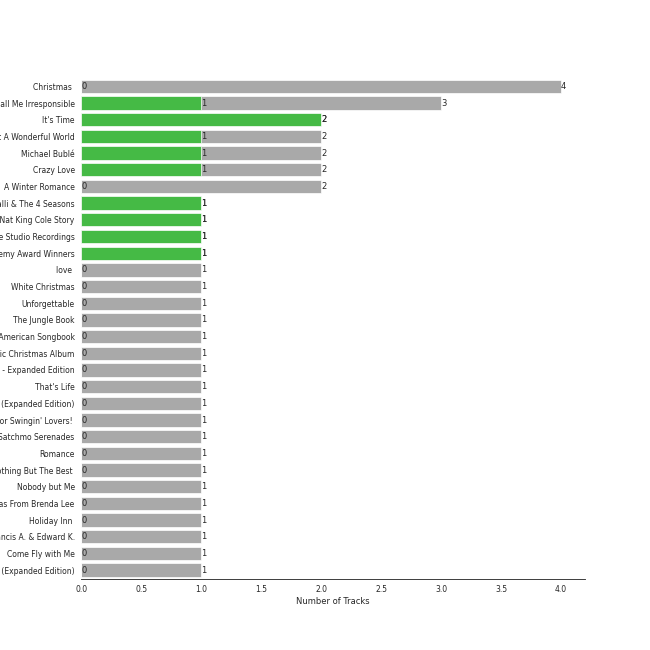 Christmas 0 4
all Me Irresponsible 1 3
It's Time 2
t A Wonderful World 1 2
Michael Bublé 1 2
Crazy Love 1 2
A Winter Romance 0 2
alli & The 4 Seasons 1
Nat King Cole Story 1
e Studio Recordings 1
emy Award Winners 1
love 0 1
White Christmas 0 1
Unforgettable 0 1
The Jungle Book 0 1
American Songbook 0 1
ic Christmas Album 0 1
- Expanded Edition 0 1
That's Life 0 1
(Expanded Edition) 0 1
or Swingin' Lovers! 0 1
Satchmo Serenades 0 1
Romance 0 1
othing But The Best 0 1
Nobody but Me 0 1
as From Brenda Lee 0 1
Holiday Inn 0 1
ncis A. & Edward K. 0 1
Come Fly with Me 0 1
(Expanded Edition) 0 1
0.0 0.5 1.0 1.5 2.0 2.5 3.0 3.5 4.0
Number of Tracks